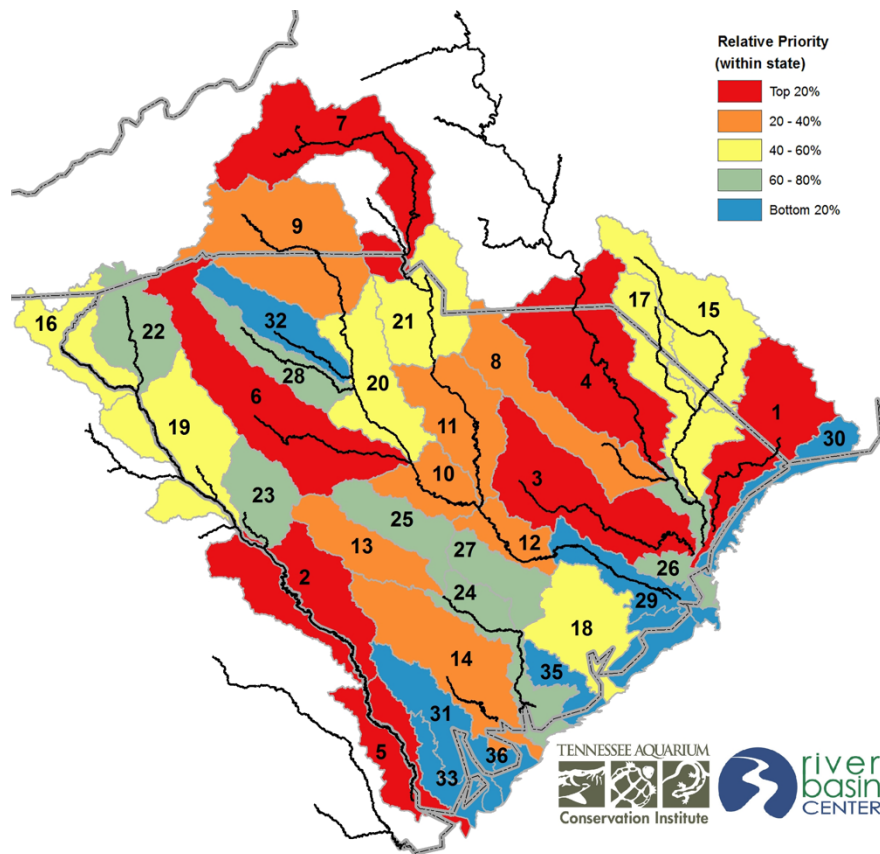 Relative Priority
(within state)
Top 20%
20 - 40%
40 - 60%
60 - 80%
Bottom 20%
7
9
17
15
16
22
32
21
8
4
28
20
6
1
19
11
30
10
3
23
25
12
13
27
26
2
24
29
18
14
35
31
5
36
33
TENNESSEE AQUARIUM
Conservation Institute
river
basin
CENTER